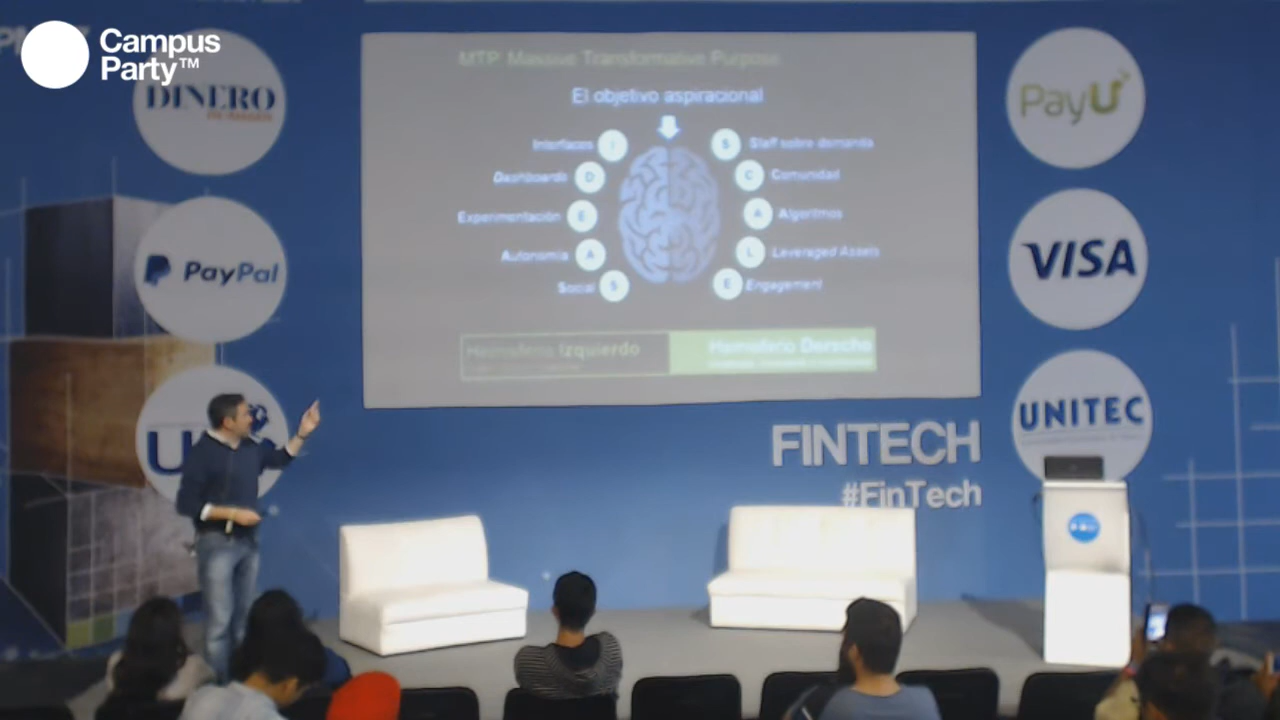 Campus
Party™
DINERO
PayPal
MTP: Massive Transformative Purpose
El objetivo aspiracional
Interfaces I
Dashboards D
Experimentación E
Autonomía A
Social S
S Staff sobre demanda
C Comunidad
A Algoritmos
L Leveraged Assets
E Engagement
Hemisferio Izquierdo
Hemisferio Derecho
PayU
VISA
UNITEC
FINTECH
#FinTech